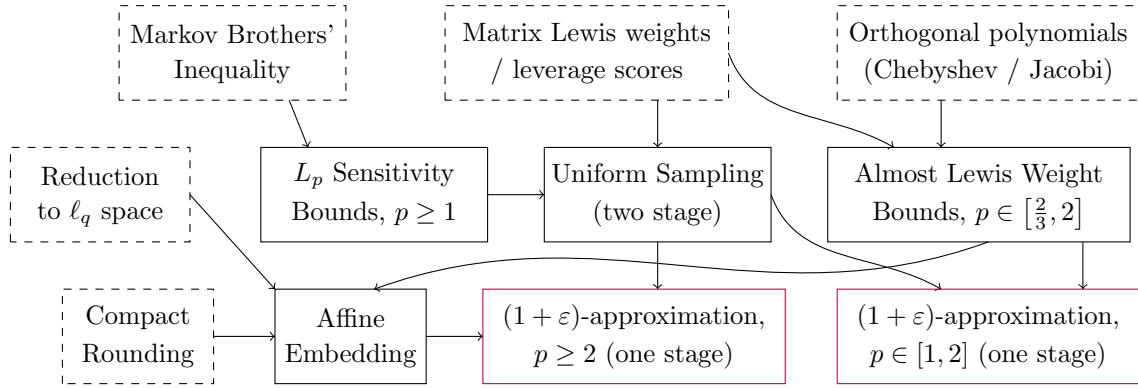 Markov Brothers'
Inequality
Matrix Lewis weights
/ leverage scores
Orthogonal polynomials
(Chebyshev / Jacobi)
Reduction
to ℓ_q space
L_p Sensitivity
Bounds, p ≥ 1
Uniform Sampling
(two stage)
Almost Lewis Weight
Bounds, p ∈ [2/3, 2]
Compact
Rounding
Affine
Embedding
(1 + ε)-approximation,
p ≥ 2 (one stage)
(1 + ε)-approximation,
p ∈ [1, 2] (one stage)